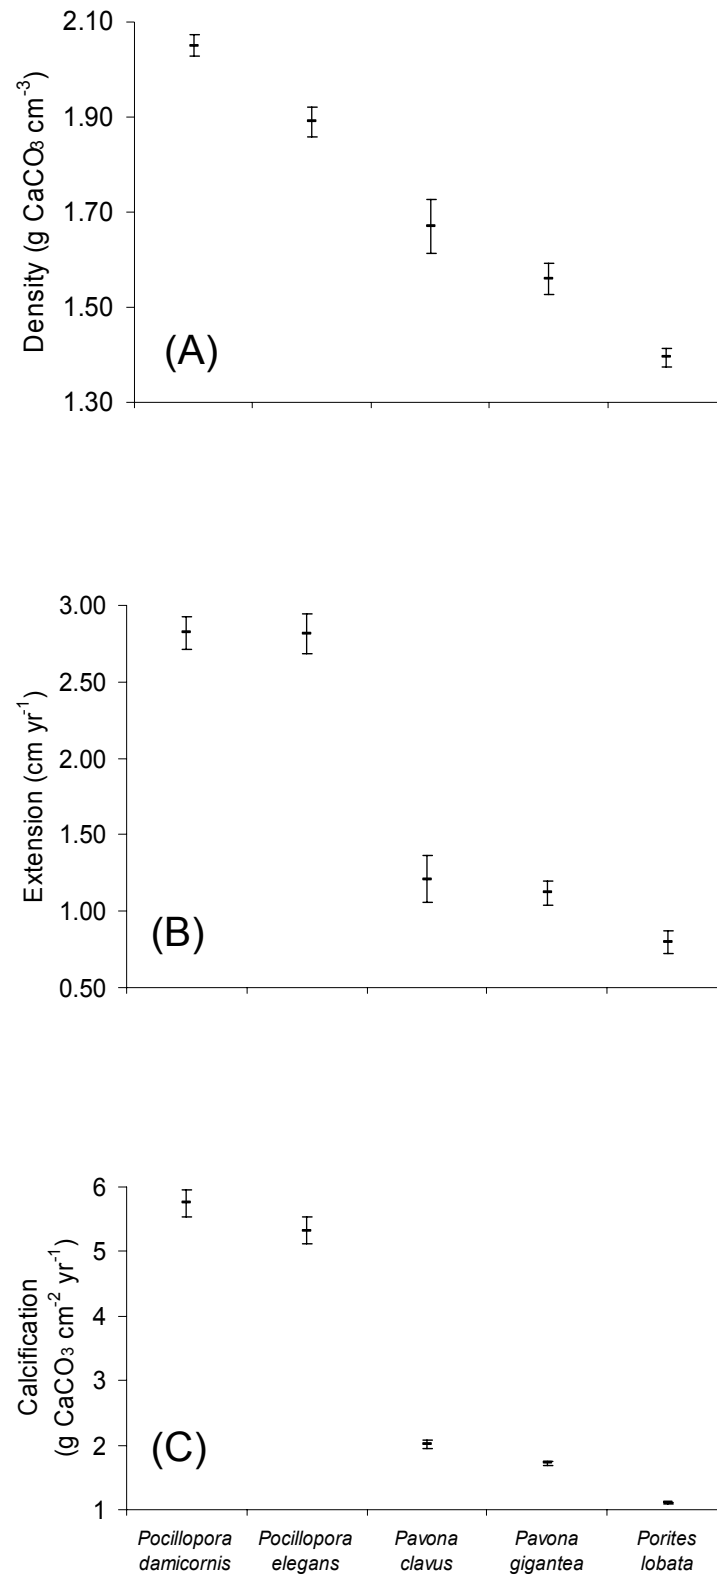 2.10
1.90
1.70
1.50
1.30
Density (g CaCO₃ cm⁻³)
(A)
3.00
2.50
2.00
1.50
1.00
0.50
Extension (cm yr⁻¹)
(B)
6
5
4
3
2
1
Calcification
(g CaCO₃ cm⁻² yr⁻¹)
(C)
Pocillopora
damicornis
Pocillopora
elegans
Pavona
clavus
Pavona
gigantea
Porites
lobata